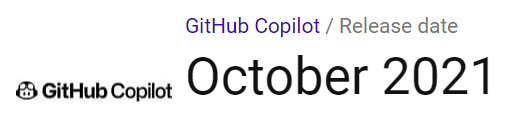 GitHub Copilot / Release date
October 2021
GitHub Copilot